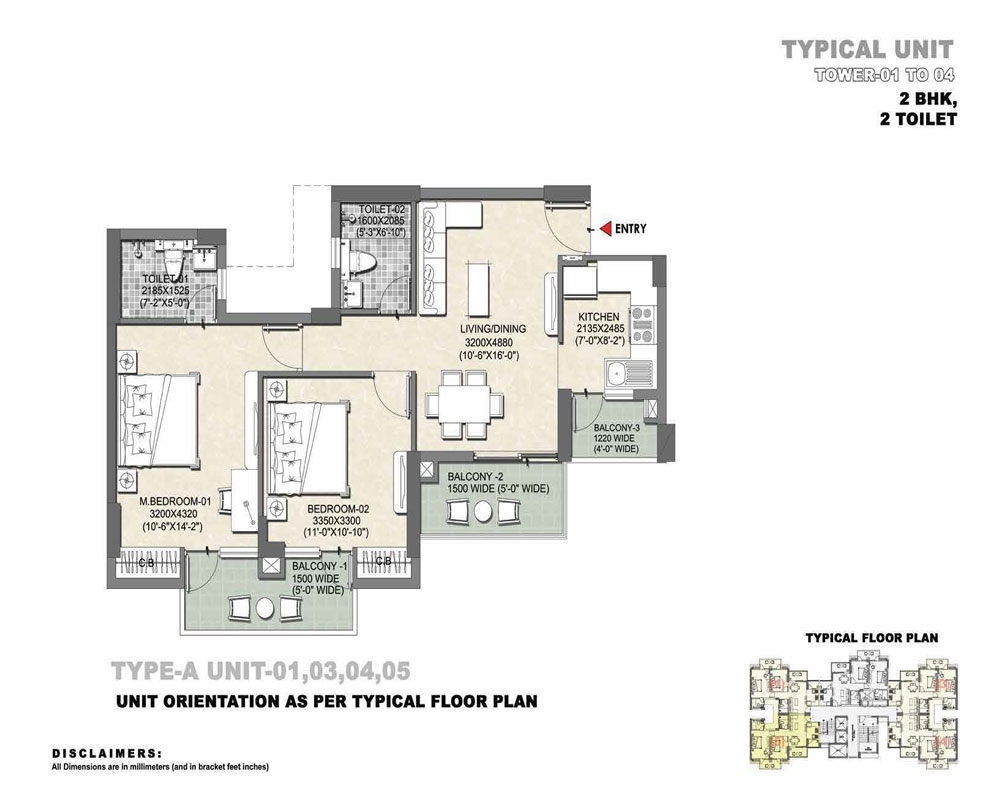 TYPICAL UNIT
TOWER-01 TO 04
2 BHK,
2 TOILET
TOILET-02
1600X2085
(5'-3"X6'-10")
ENTRY
TOILET-01
2185X1525
(7'-2"X5'-0")
LIVING/DINING
3200X4880
(10'-6"X16'-0")
KITCHEN
2135X2485
(7'-0"X8'-2")
BALCONY-3
1220 WIDE
(4'-0" WIDE)
BALCONY -2
1500 WIDE (5'-0" WIDE)
M.BEDROOM-01
3200X4320
(10'-6"X14'-2")
BEDROOM-02
3350X3300
(11'-0"X10'-10")
CB
CB
BALCONY -1
1500 WIDE
(5'-0" WIDE)
TYPICAL FLOOR PLAN
TYPE-A UNIT-01,03,04,05
UNIT ORIENTATION AS PER TYPICAL FLOOR PLAN
DISCLAIMERS:
All Dimensions are in millimeters (and in bracket feet inches)